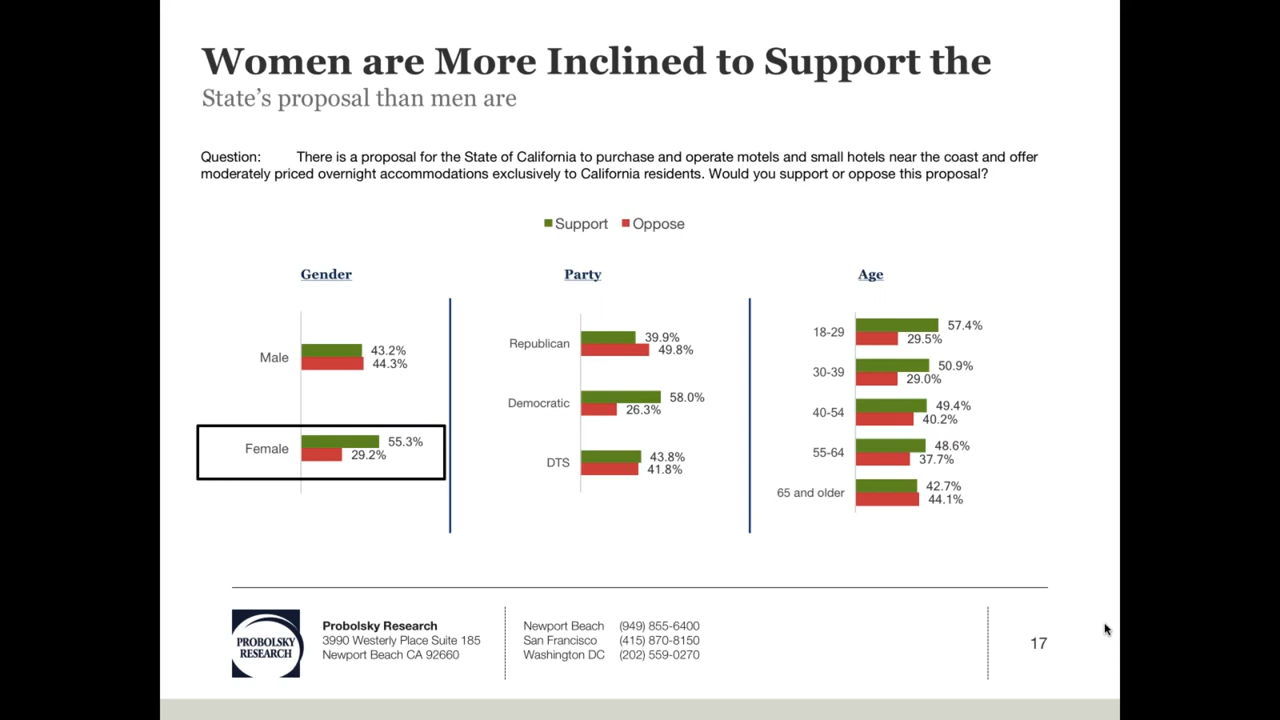 Women are More Inclined to Support the
State's proposal than men are
Question: There is a proposal for the State of California to purchase and operate motels and small hotels near the coast and offer
moderately priced overnight accommodations exclusively to California residents. Would you support or oppose this proposal?
Support Oppose
Gender
Male
43.2%
44.3%
Female
55.3%
29.2%
Party
Republican
39.9%
49.8%
Democratic
58.0%
26.3%
DTS
43.8%
41.8%
Age
18-29
57.4%
29.5%
30-39
50.9%
29.0%
40-54
49.4%
40.2%
55-64
48.6%
37.7%
65 and older
42.7%
44.1%
PROBOLSKY
RESEARCH
Probolsky Research
3990 Westerly Place Suite 185
Newport Beach CA 92660
Newport Beach (949) 855-6400
San Francisco (415) 870-8150
Washington DC (202) 559-0270
17